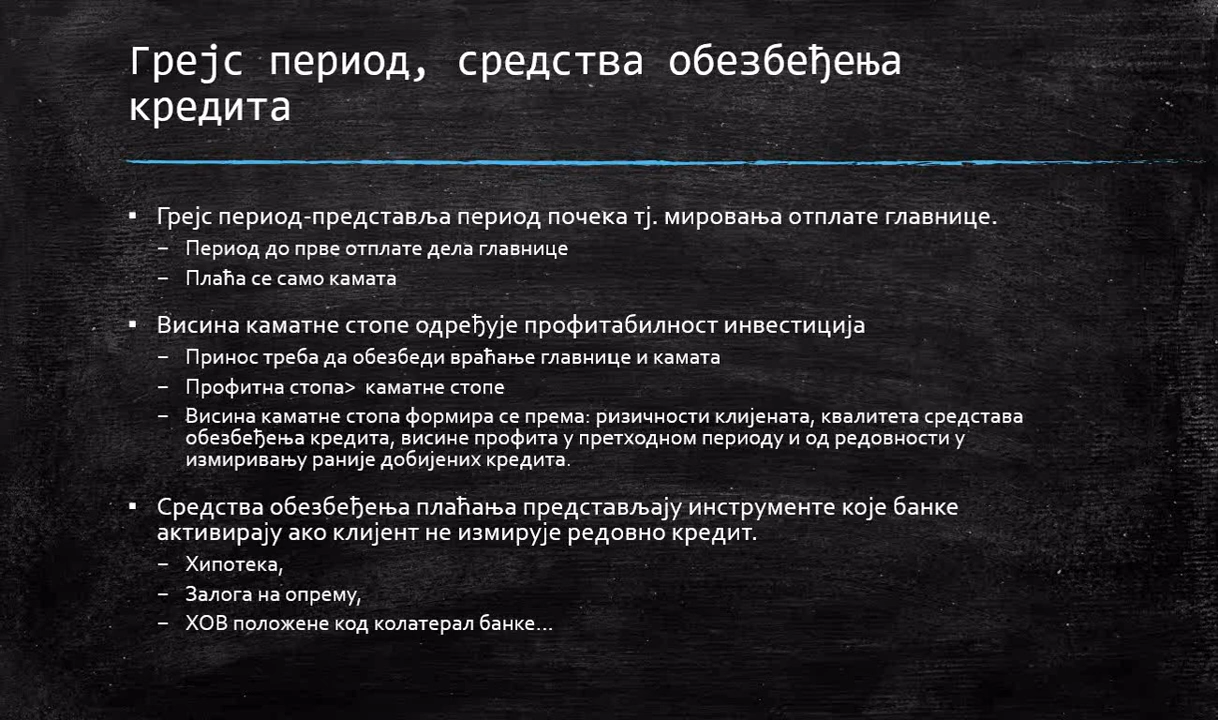 Грејс период, средства обезбеђења
кредита
▪ Грејс период-представља период почека тј. мировања отплате главнице.
– Период до прве отплате дела главнице
– Плаћа се само камата
▪ Висина каматне стопе одређује профитабилност инвестиција
– Принос треба да обезбеди враћање главнице и камата
– Профитна стопа>  каматне стопе
– Висина каматне стопа формира се према: ризичности клијената, квалитета средстава
обезбеђења кредита, висине профита у претходном периоду и од редовности у
измиривању раније добијених кредита.
▪ Средства обезбеђења плаћања представљају инструменте које банке
активирају ако клијент не измирује редовно кредит.
– Хипотека,
– Залога на опрему,
– ХОВ положене код колатерал банке...